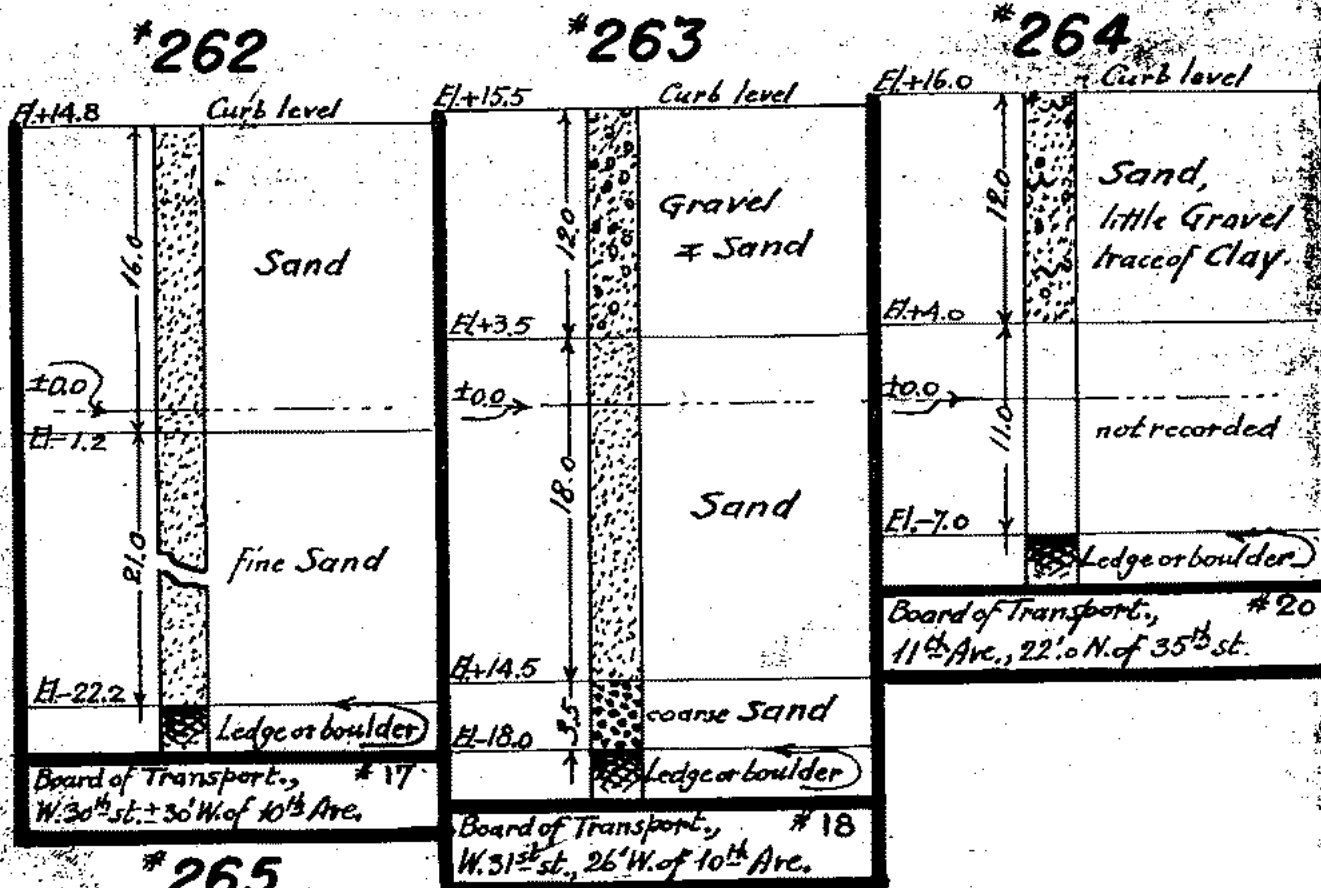 #262
El.+14.8
Curb level
16.0
Sand
±0.0
El.-1.2
21.0
fine Sand
El.-22.2
Ledge or boulder
Board of Transport., #17
W. 30th st. ± 30' W. of 10th Ave.
#263
El.+15.5
Curb level
12.0
Gravel
& Sand
El.+3.5
±0.0
18.0
Sand
El.+14.5
3.5
coarse Sand
El.-18.0
Ledge or boulder
Board of Transport., #18
W. 31st st., 26' W. of 10th Ave.
#264
El.+16.0
Curb level
12.0
Sand,
little Gravel
trace of Clay.
El.+4.0
±0.0
11.0
not recorded
El.-7.0
Ledge or boulder
Board of Transport., #20
11th Ave., 22'.0 N. of 35th st.
#265